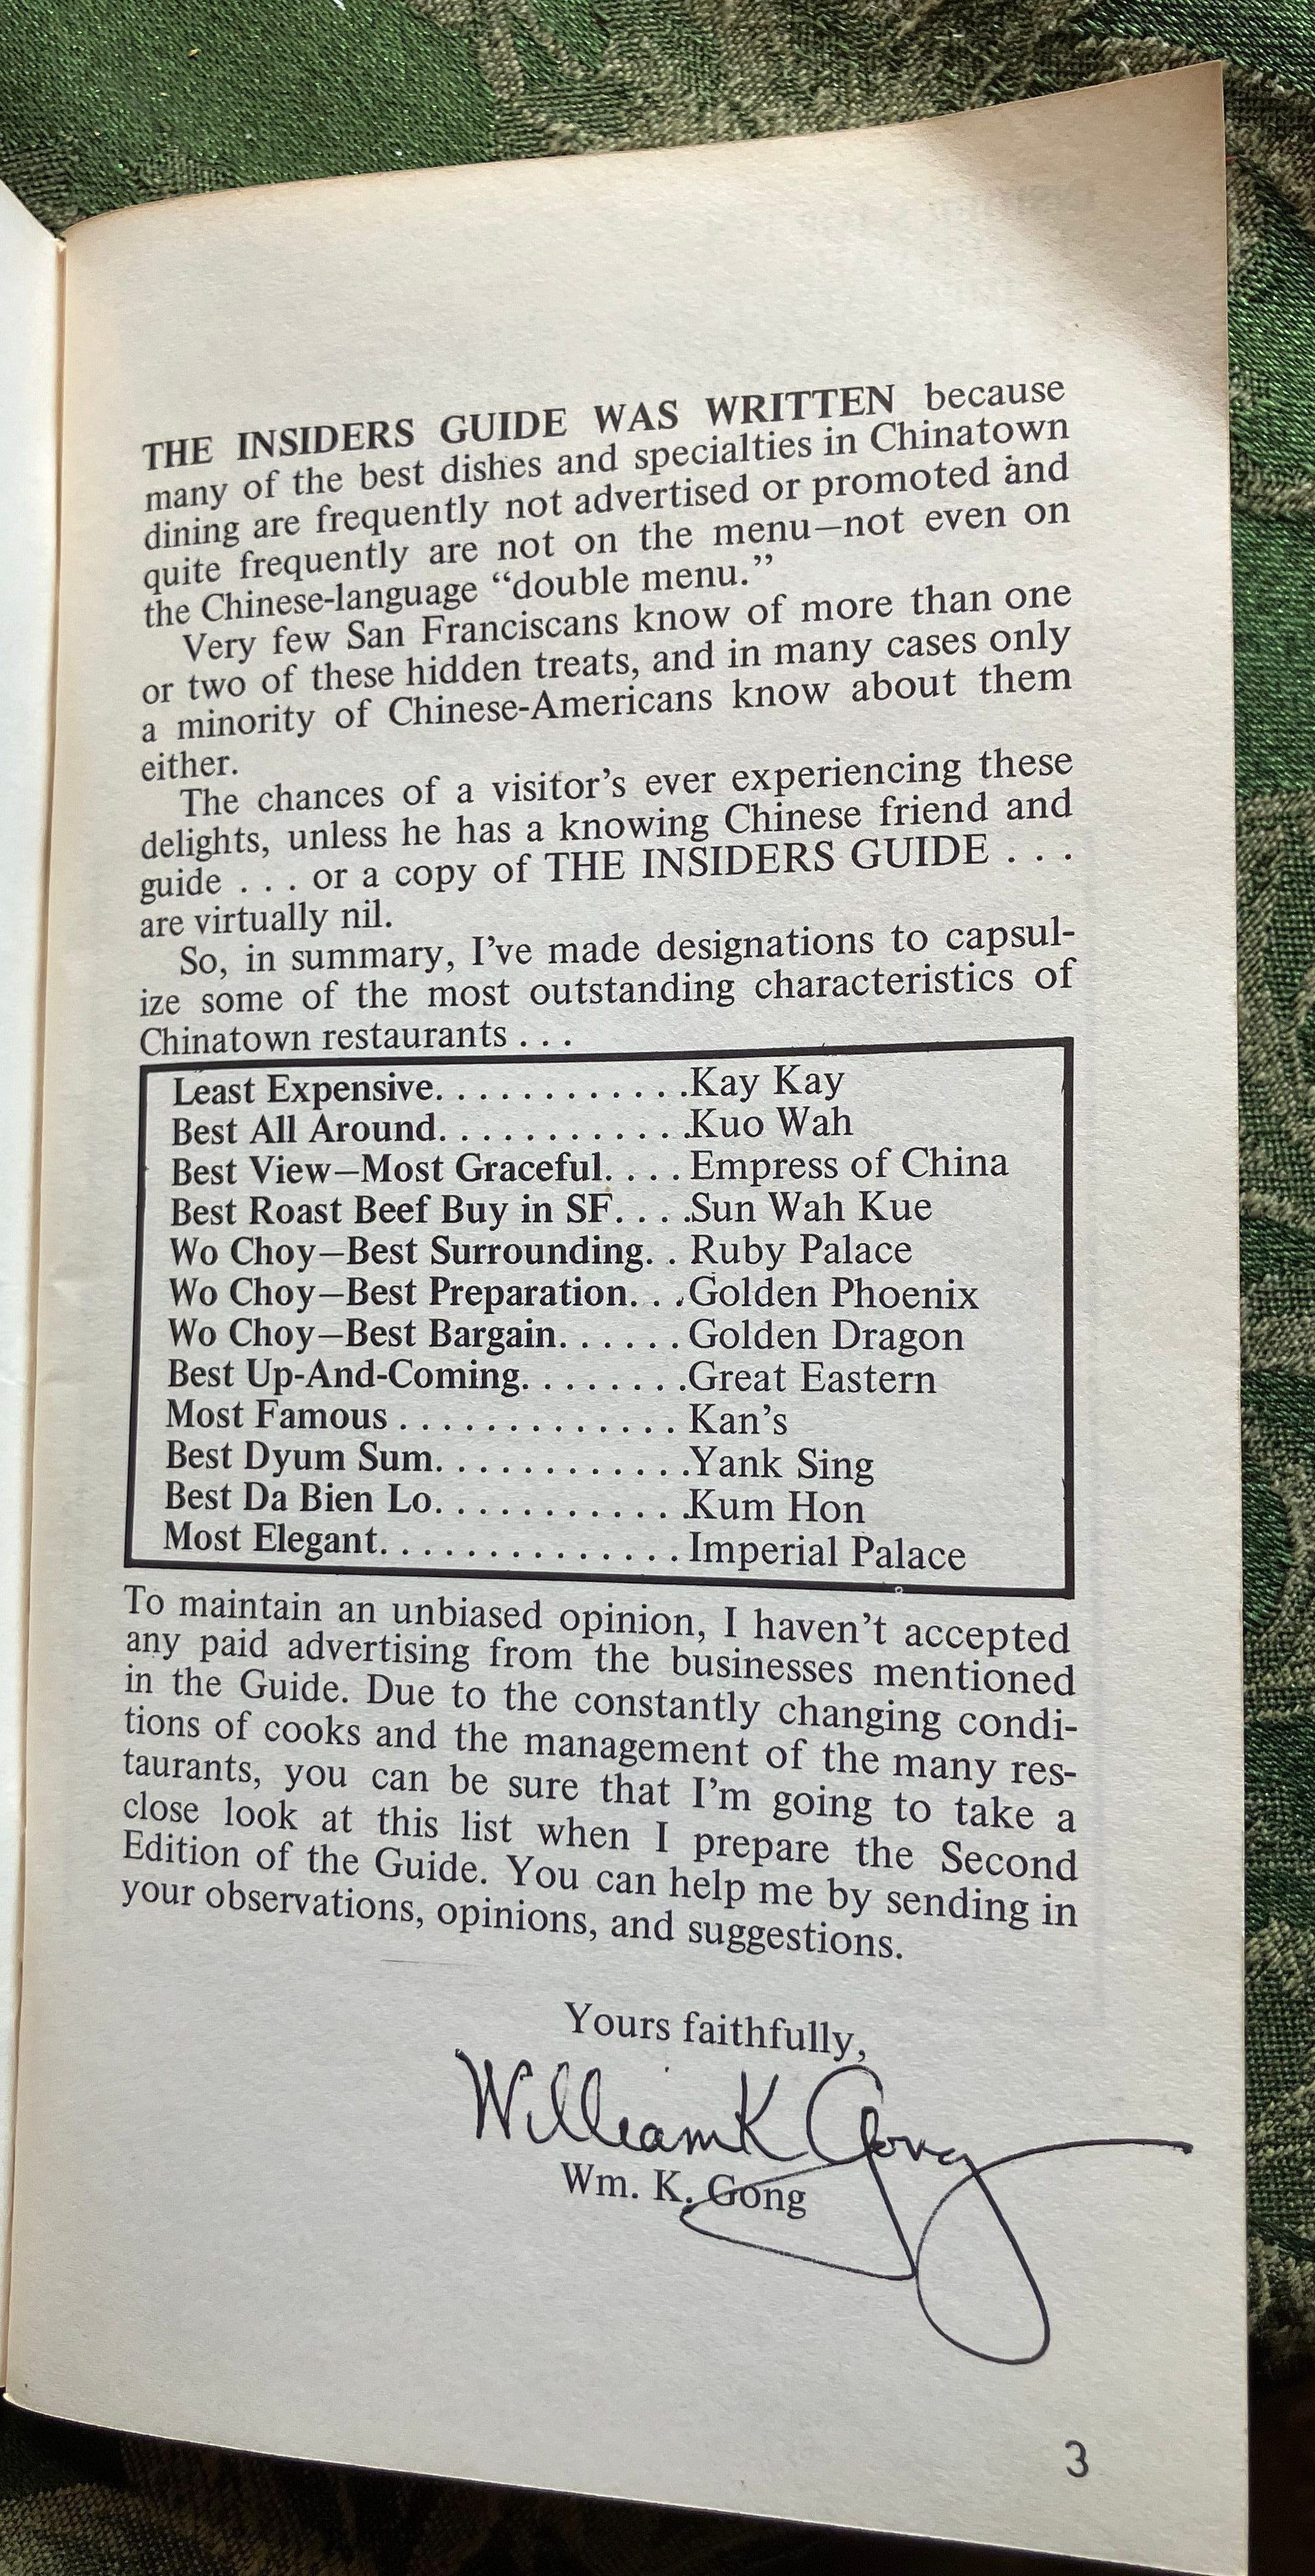 THE INSIDERS GUIDE WAS WRITTEN because
many of the best dishes and specialties in Chinatown
dining are frequently not advertised or promoted and
quite frequently are not on the menu—not even on
the Chinese-language “double menu.”
Very few San Franciscans know of more than one
or two of these hidden treats, and in many cases only
a minority of Chinese-Americans know about them
either.
The chances of a visitor’s ever experiencing these
delights, unless he has a knowing Chinese friend and
guide . . . or a copy of THE INSIDERS GUIDE . . .
are virtually nil.
So, in summary, I’ve made designations to capsul-
ize some of the most outstanding characteristics of
Chinatown restaurants . . .
Least Expensive. . . . . . . . . . . . .Kay Kay
Best All Around. . . . . . . . . . . . .Kuo Wah
Best View—Most Graceful. . . . Empress of China
Best Roast Beef Buy in SF. . . .Sun Wah Kue
Wo Choy—Best Surrounding. . Ruby Palace
Wo Choy—Best Preparation. . .Golden Phoenix
Wo Choy—Best Bargain. . . . . . Golden Dragon
Best Up-And-Coming. . . . . . . .Great Eastern
Most Famous . . . . . . . . . . . . . Kan’s
Best Dyum Sum. . . . . . . . . . . . .Yank Sing
Best Da Bien Lo. . . . . . . . . . . . .Kum Hon
Most Elegant. . . . . . . . . . . . . . . Imperial Palace
To maintain an unbiased opinion, I haven’t accepted
any paid advertising from the businesses mentioned
in the Guide. Due to the constantly changing condi-
tions of cooks and the management of the many res-
taurants, you can be sure that I’m going to take a
close look at this list when I prepare the Second
Edition of the Guide. You can help me by sending in
your observations, opinions, and suggestions.
Yours faithfully,
William K Gong
Wm. K. Gong
3